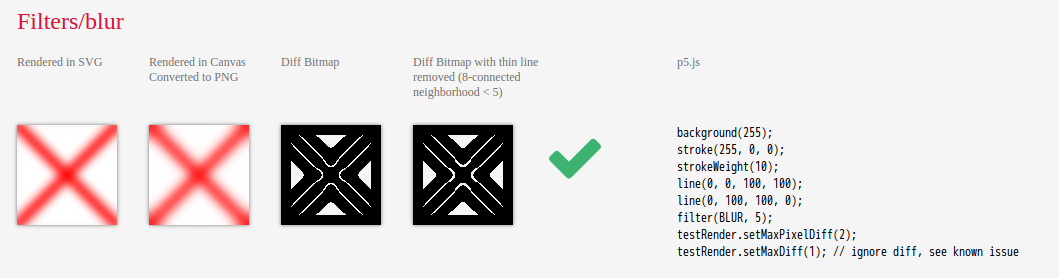 Filters/blur
Rendered in SVG
Rendered in Canvas
Converted to PNG
Diff Bitmap
Diff Bitmap with thin line
removed (8-connected
neighborhood < 5)
p5.js
background(255);
stroke(255, 0, 0);
strokeWeight(10);
line(0, 0, 100, 100);
line(0, 100, 100, 0);
filter(BLUR, 5);
testRender.setMaxPixelDiff(2);
testRender.setMaxDiff(1); // ignore diff, see known issue